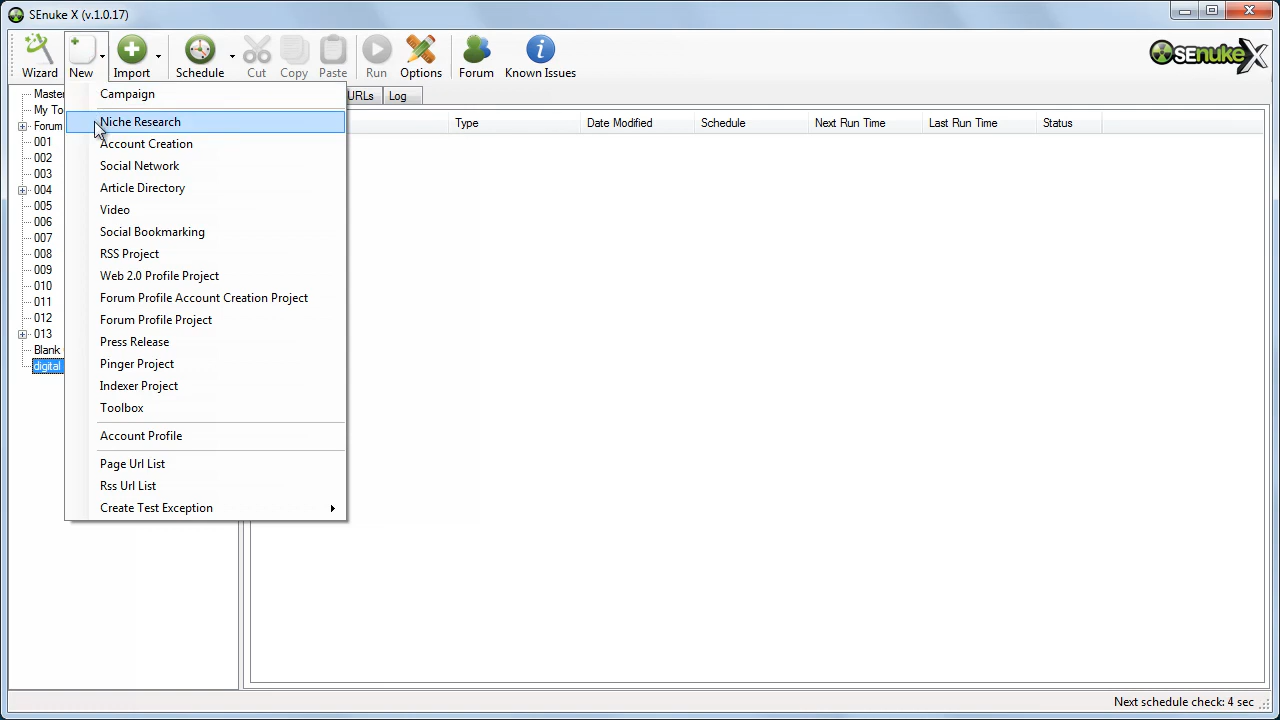 SEnuke X (v.1.0.17)
Wizard New Import Schedule Cut Copy Paste Run Options Forum Known Issues
SEnukeX
URLs Log
Type Date Modified Schedule Next Run Time Last Run Time Status
Master
My To
Forum
001
002
003
004
005
006
007
008
009
010
011
012
013
Blank
digital
Campaign
Niche Research
Account Creation
Social Network
Article Directory
Video
Social Bookmarking
RSS Project
Web 2.0 Profile Project
Forum Profile Account Creation Project
Forum Profile Project
Press Release
Pinger Project
Indexer Project
Toolbox
Account Profile
Page Url List
Rss Url List
Create Test Exception
Next schedule check: 4 sec